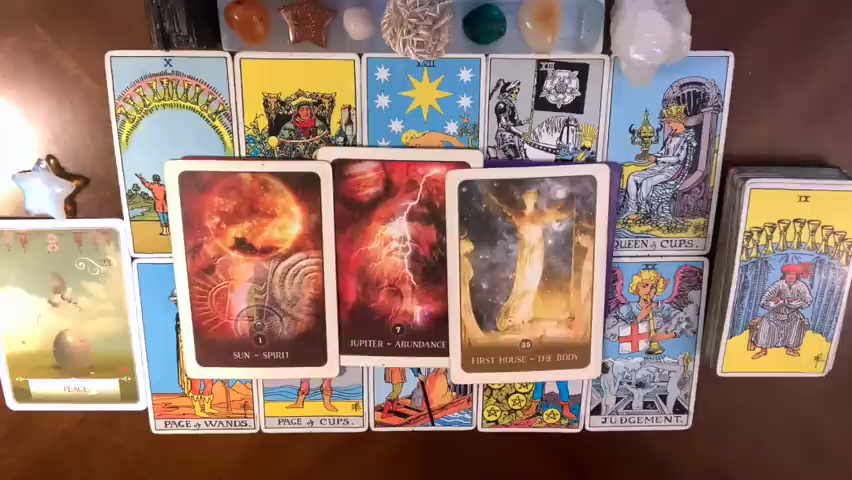 X
XIII
QUEEN of CUPS.
IX
23
1
SUN ~ SPIRIT
7
JUPITER ~ ABUNDANCE
25
FIRST HOUSE ~ THE BODY
PEACE
PAGE of WANDS.
PAGE of CUPS.
JUDGEMENT.